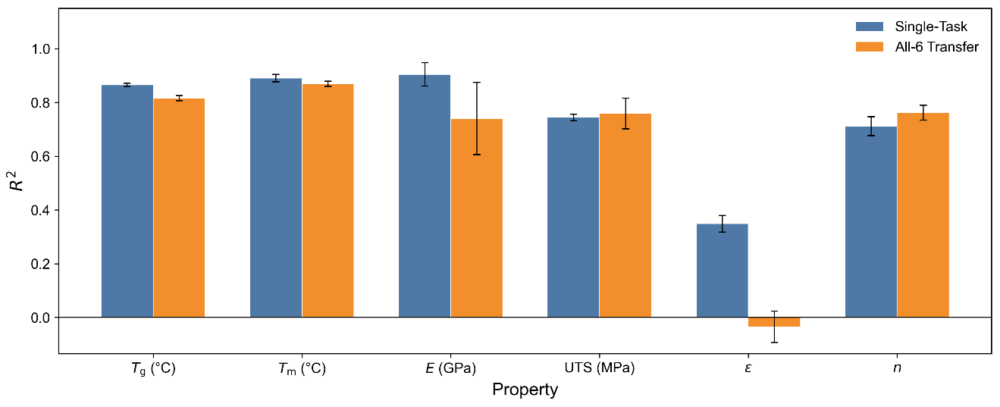 Single-Task
All-6 Transfer
R²
1.0
0.8
0.6
0.4
0.2
0.0
Tg (°C)
Tm (°C)
E (GPa)
UTS (MPa)
ε
n
Property